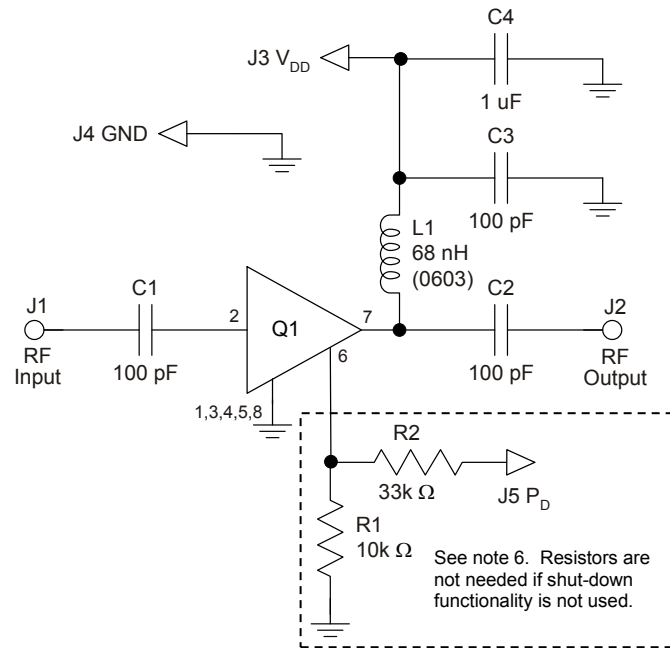 C4
J3 V_DD
1 uF
J4 GND
C3
100 pF
L1
68 nH
(0603)
C1
C2
J1
2
Q1
7
J2
6
RF
Input
100 pF
100 pF
RF
Output
1,3,4,5,8
R2
33k Ω
J5 P_D
R1
10k Ω
See note 6. Resistors are
not needed if shut-down
functionality is not used.